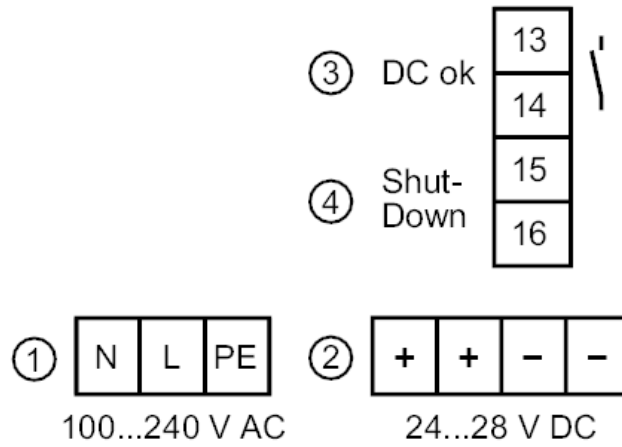 13
③ DC ok
14
15
④ Shut-
Down
16
① N L PE
② + + − −
100...240 V AC
24...28 V DC